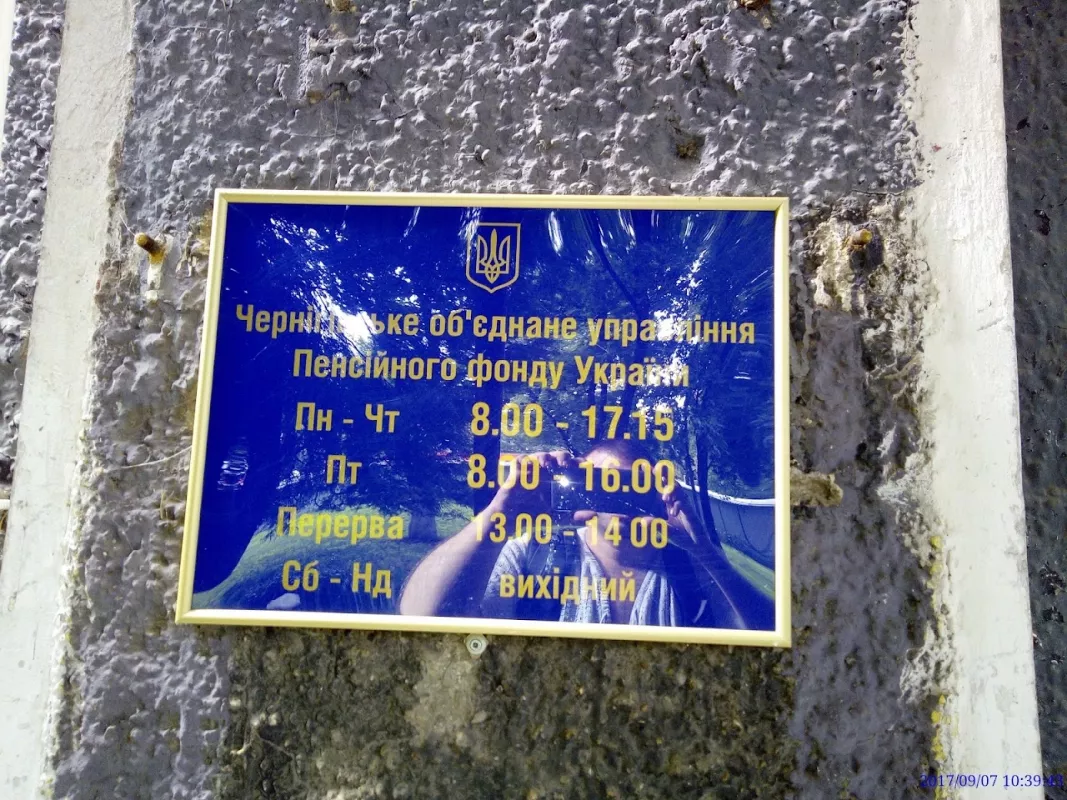 Чернігівське об'єднане управління
Пенсійного фонду України
Пн - Чт 8.00 - 17.15
Пт 8.00 - 16.00
Перерва 13.00 - 14 00
Сб - Нд вихідний
2017/09/07 10:39:43